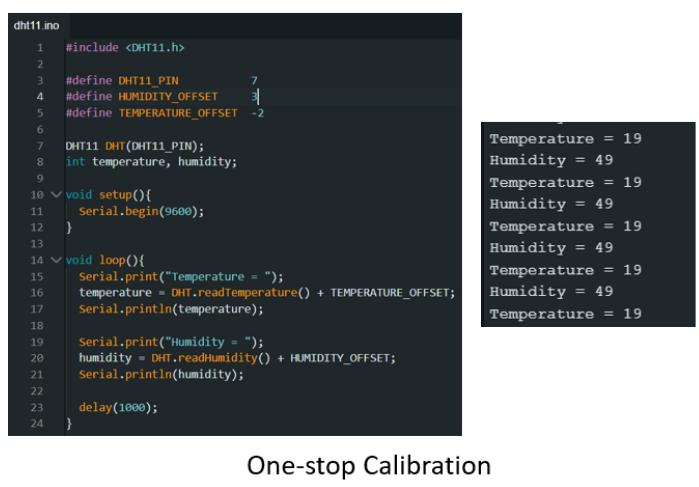 dht11.ino
1 #include <DHT11.h>
2
3 #define DHT11_PIN 7
4 #define HUMIDITY_OFFSET 3
5 #define TEMPERATURE_OFFSET -2
6
7 DHT11 DHT(DHT11_PIN);
8 int temperature, humidity;
9
10 void setup(){
11 Serial.begin(9600);
12 }
13
14 void loop(){
15 Serial.print("Temperature = ");
16 temperature = DHT.readTemperature() + TEMPERATURE_OFFSET;
17 Serial.println(temperature);
18
19 Serial.print("Humidity = ");
20 humidity = DHT.readHumidity() + HUMIDITY_OFFSET;
21 Serial.println(humidity);
22
23 delay(1000);
24 }
Temperature = 19
Humidity = 49
Temperature = 19
Humidity = 49
Temperature = 19
Humidity = 49
Temperature = 19
Humidity = 49
Temperature = 19
One-stop Calibration